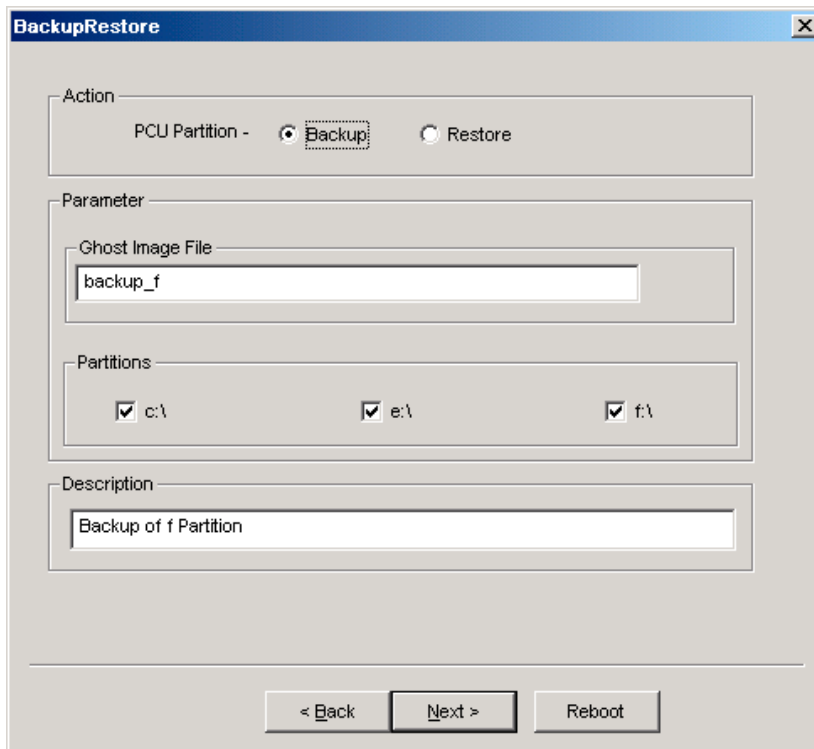 BackupRestore
Action
PCU Partition - Backup Restore
Parameter
Ghost Image File
backup_f
Partitions
c:\ e:\ f:\
Description
Backup of f Partition
< Back Next > Reboot